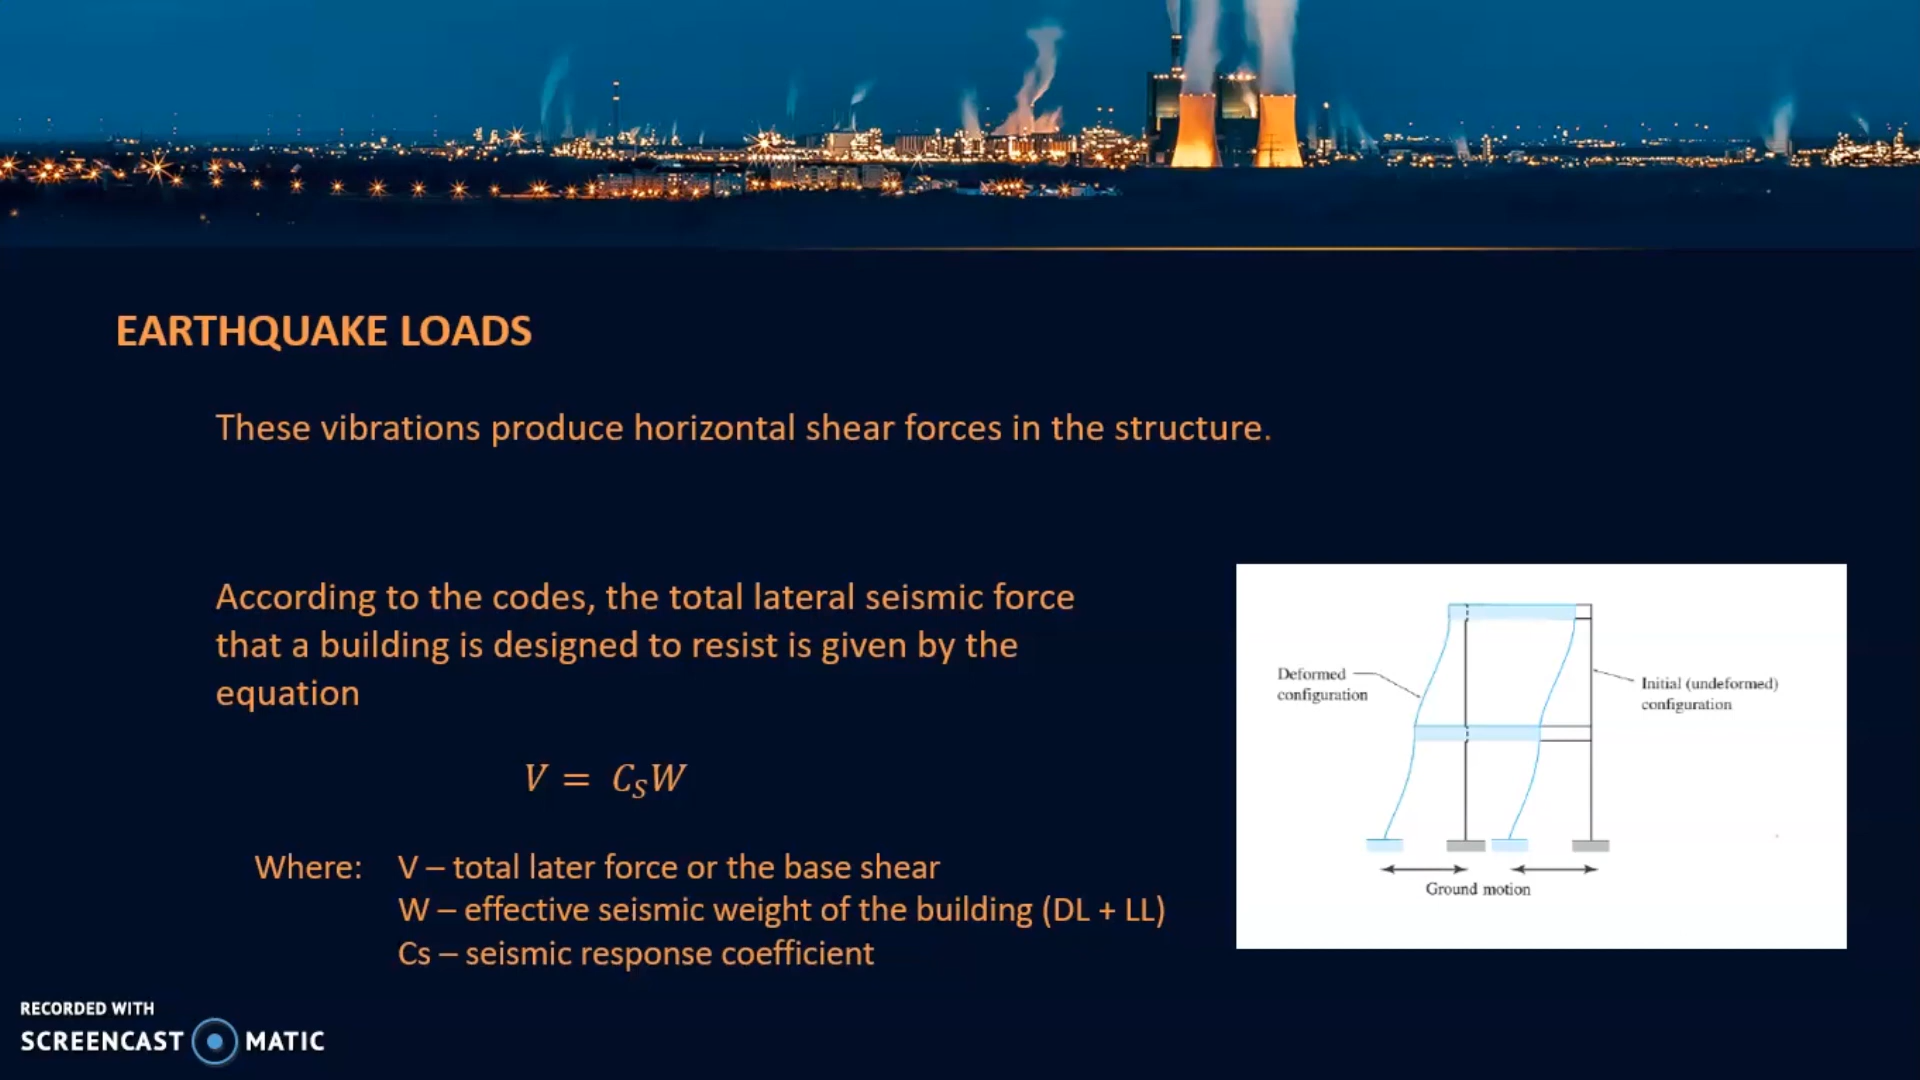 EARTHQUAKE LOADS
These vibrations produce horizontal shear forces in the structure.
According to the codes, the total lateral seismic force
that a building is designed to resist is given by the
equation
V = C_S W
Where: V – total later force or the base shear
W – effective seismic weight of the building (DL + LL)
Cs – seismic response coefficient
Deformed
configuration
Initial (undeformed)
configuration
Ground motion
RECORDED WITH
SCREENCAST MATIC